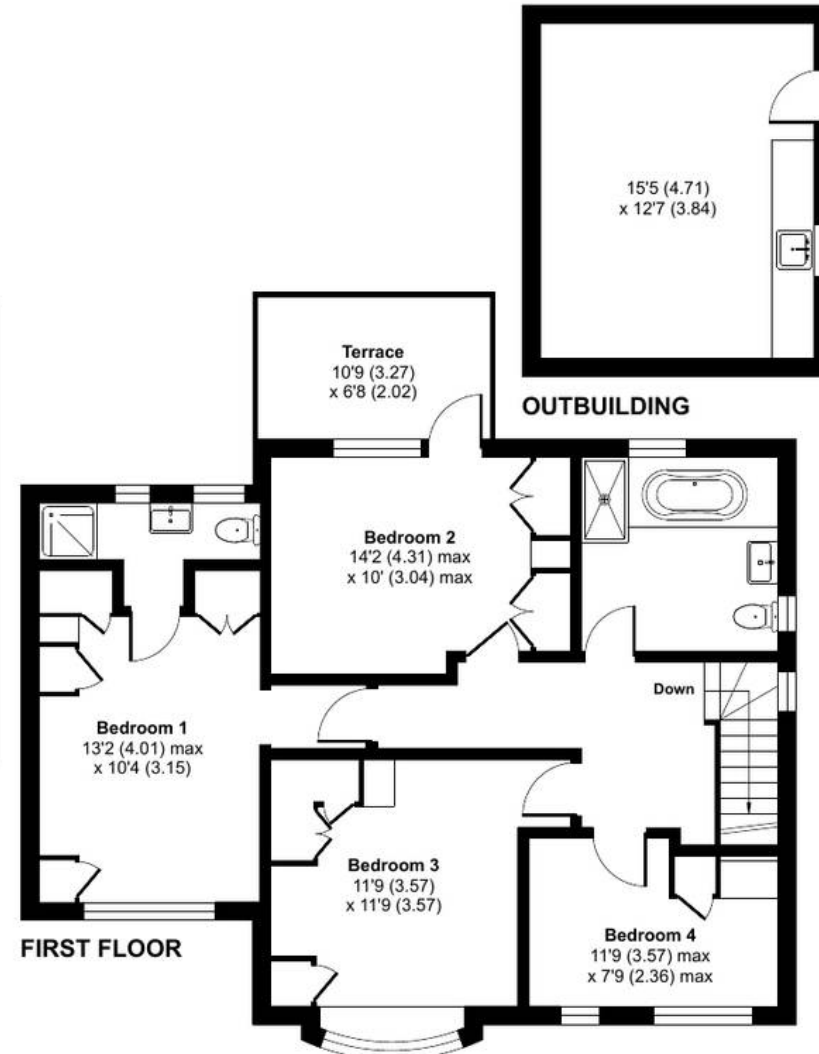 15'5 (4.71)
x 12'7 (3.84)
OUTBUILDING
Terrace
10'9 (3.27)
x 6'8 (2.02)
Bedroom 2
14'2 (4.31) max
x 10' (3.04) max
Down
Bedroom 1
13'2 (4.01) max
x 10'4 (3.15)
Bedroom 3
11'9 (3.57)
x 11'9 (3.57)
Bedroom 4
11'9 (3.57) max
x 7'9 (2.36) max
FIRST FLOOR